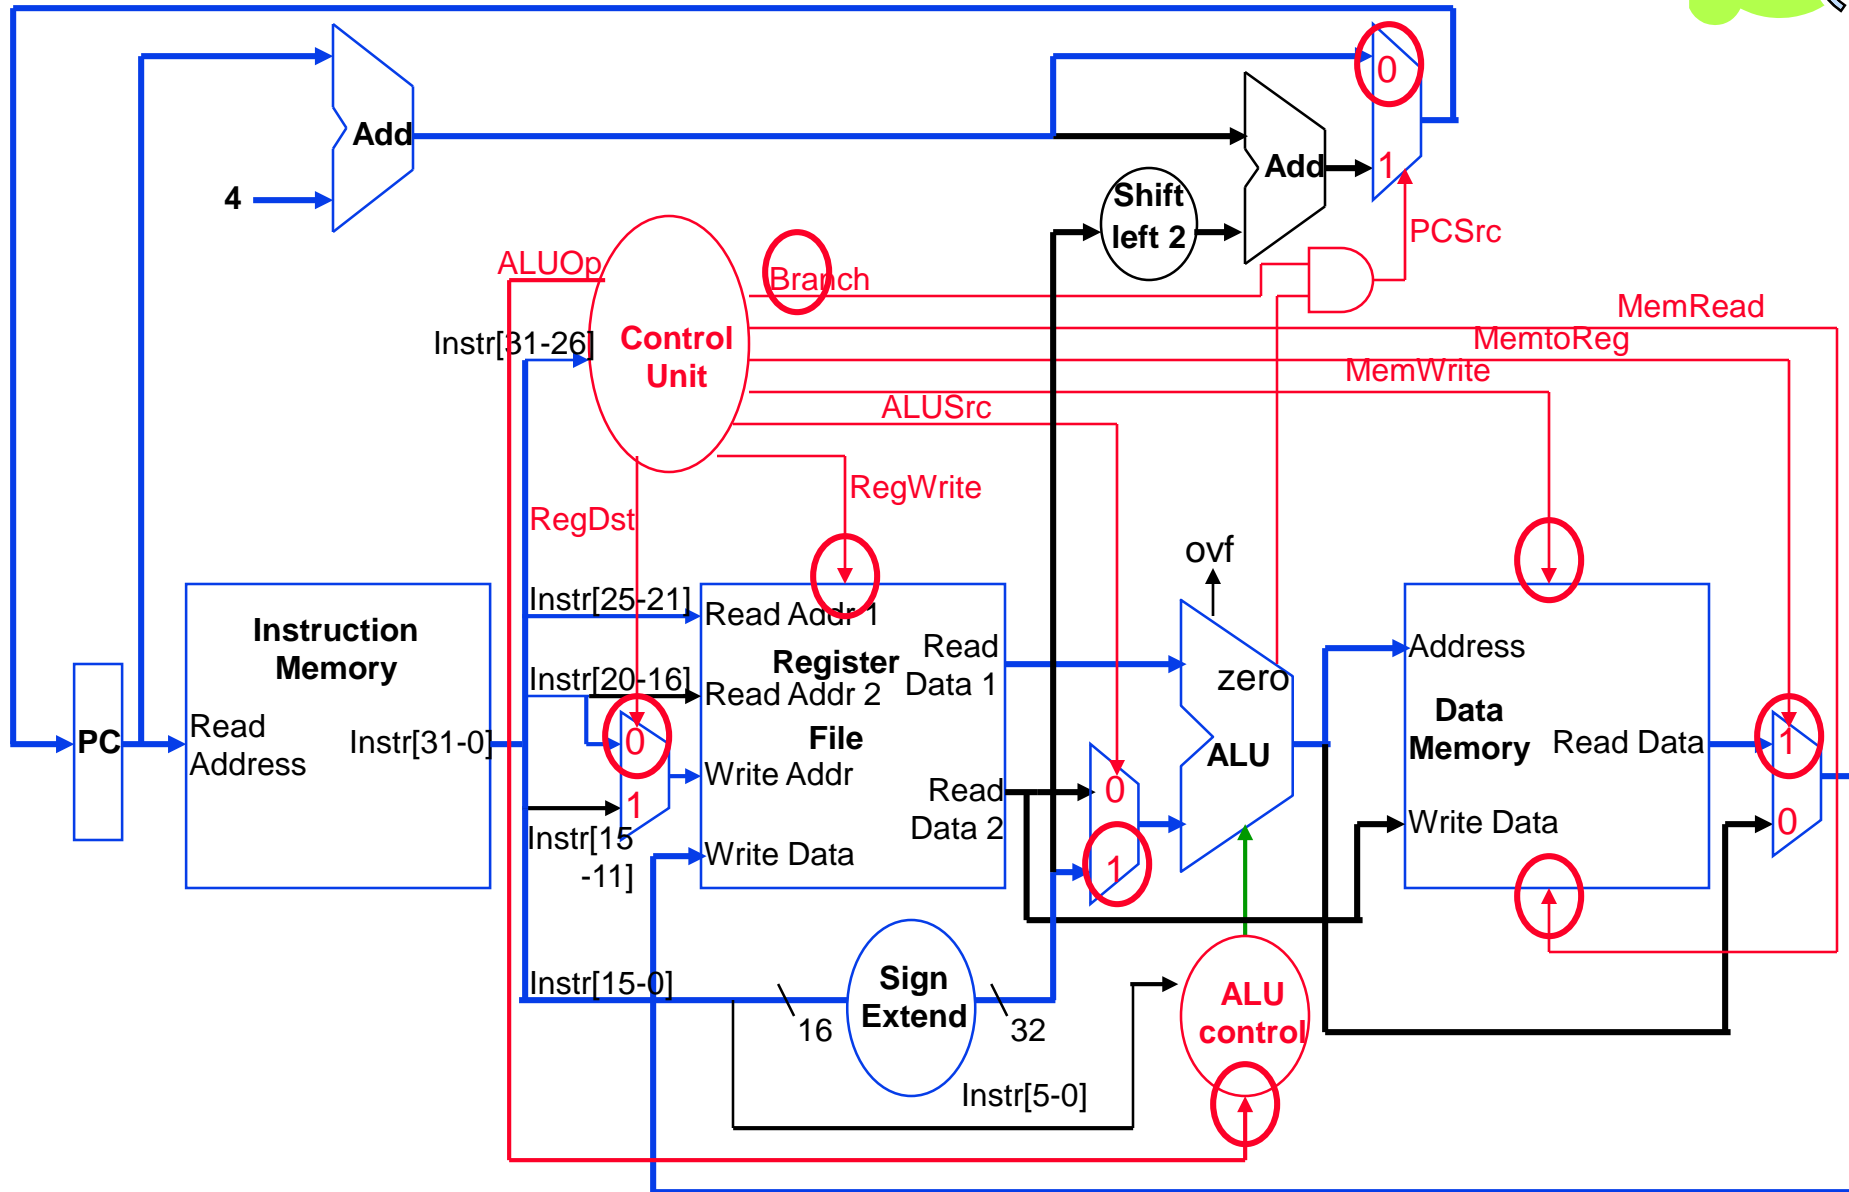 0
Add
1
Add
4
Shift
left 2
PCSrc
ALUOp
Branch
MemRead
Instr[31-26]
Control
Unit
MemtoReg
MemWrite
ALUSrc
RegWrite
RegDst
ovf
Instr[25-21]
Read Addr 1
Instruction
Memory
Register
File
Read
Data 1
zero
Address
Instr[20-16]
Read Addr 2
Data
Memory
PC
Read
Address
Instr[31-0]
0
Write Addr
ALU
Read Data
1
1
Instr[15
-11]
Read
Data 2
0
Write Data
0
Write Data
1
Instr[15-0]
16
Sign
Extend
32
ALU
control
Instr[5-0]